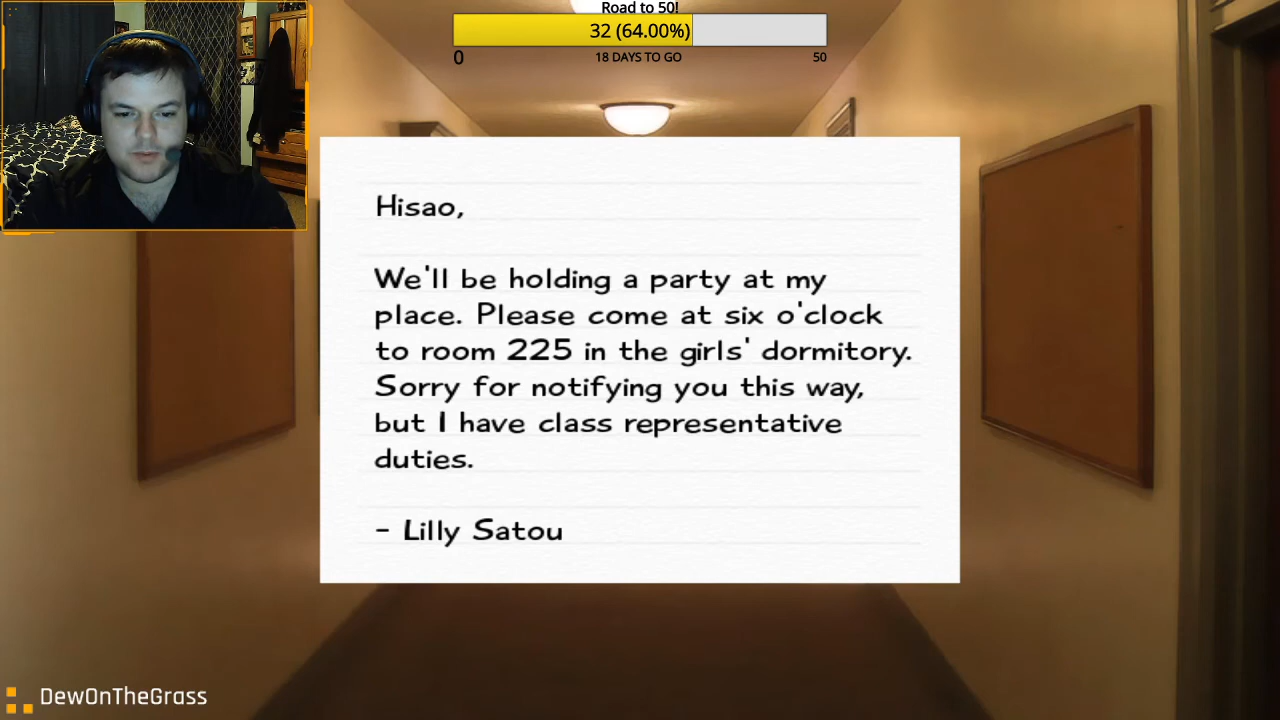 Road to 50!
32 (64.00%)
0
18 DAYS TO GO
50
Hisao,
We'll be holding a party at my
place. Please come at six o'clock
to room 225 in the girls' dormitory.
Sorry for notifying you this way,
but I have class representative
duties.
- Lilly Satou
DewOnTheGrass